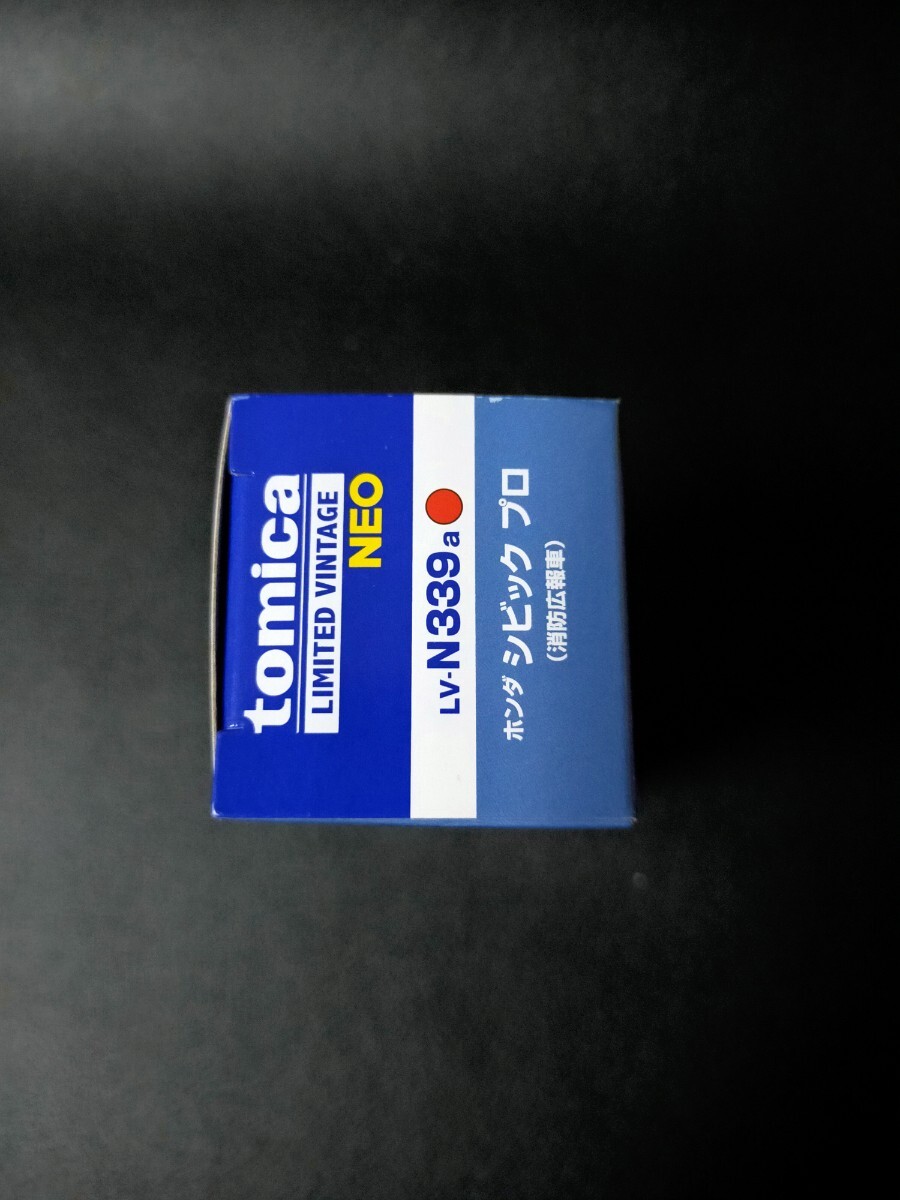 tomica
LIMITED VINTAGE
NEO
LV-N339a
ホンダ シビック プロ
(消防広報車)